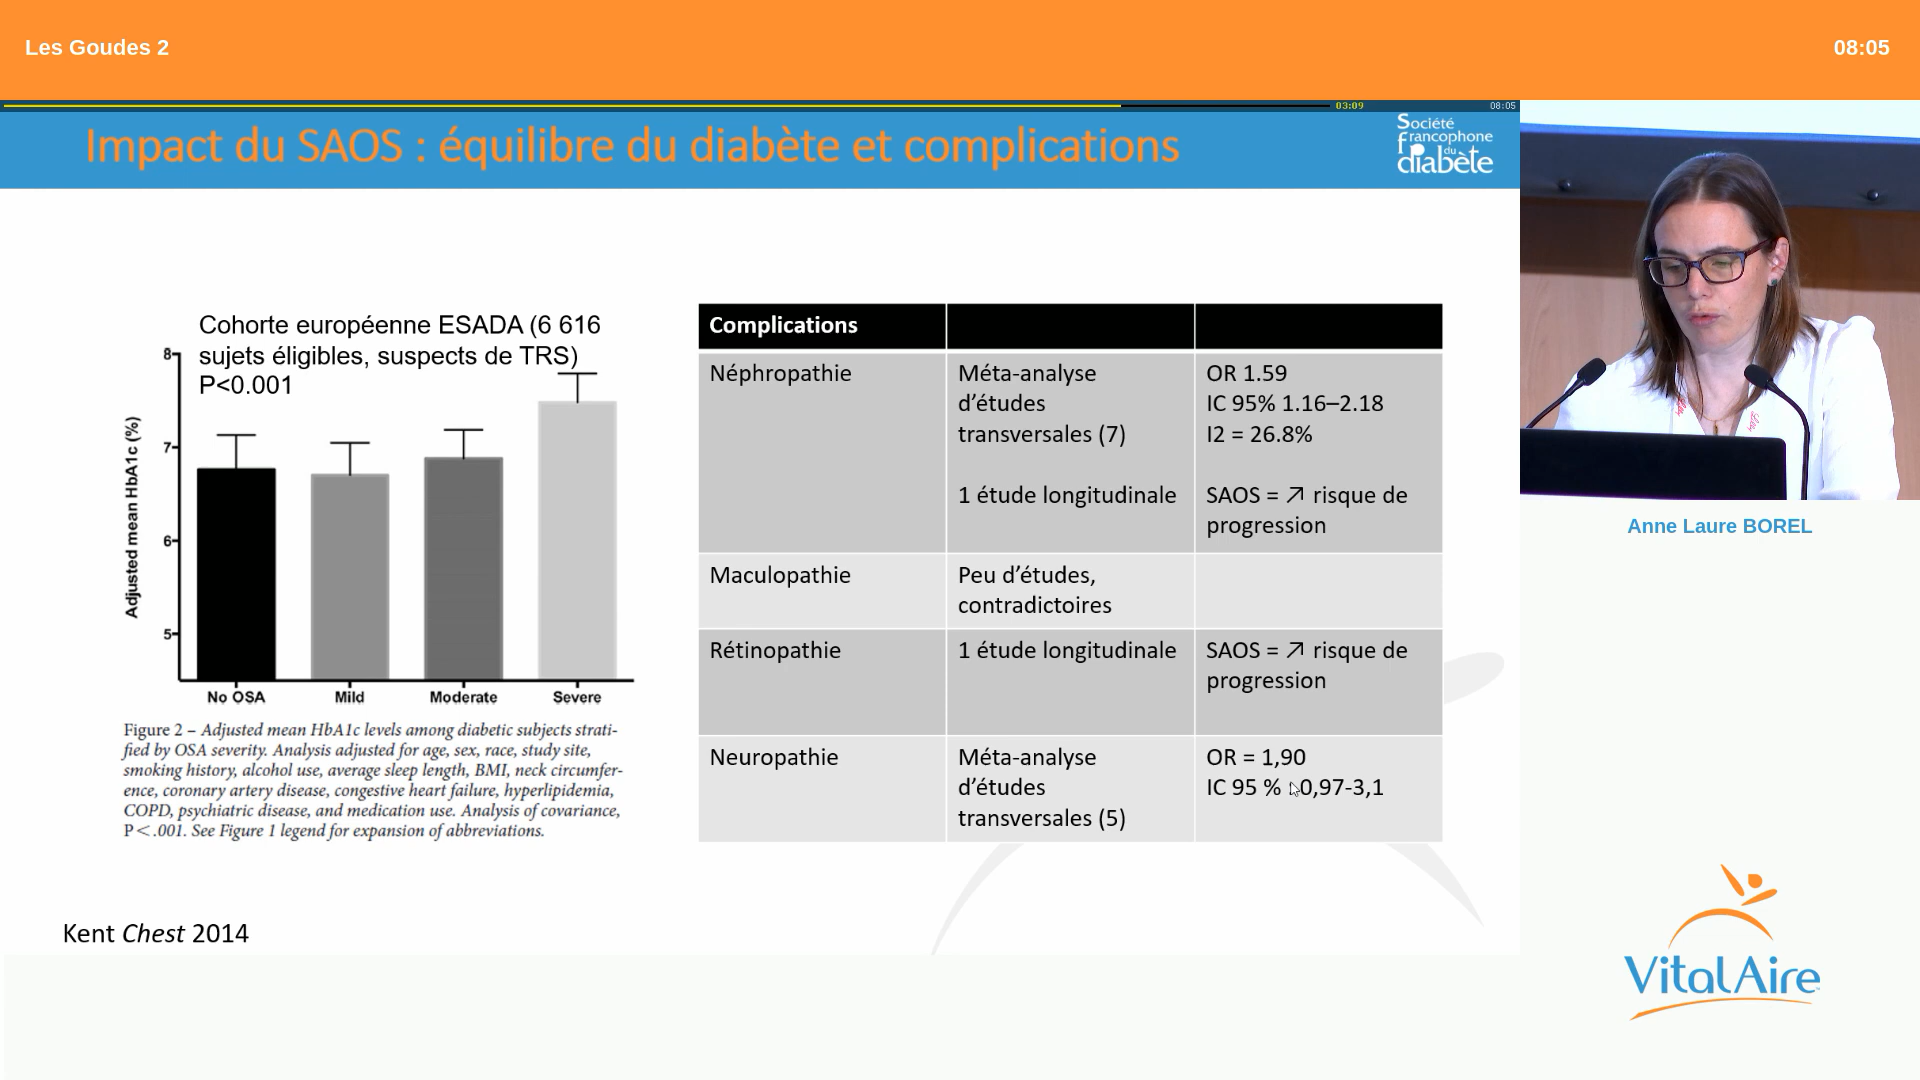 Les Goudes 2
08:05
03:09
08:05
Impact du SAOS : équilibre du diabète et complications
Société
francophone
du
diabète
Cohorte européenne ESADA (6 616
sujets éligibles, suspects de TRS)
P<0.001
8
7
6
5
Adjusted mean HbA1c (%)
No OSA
Mild
Moderate
Severe
Figure 2 – Adjusted mean HbA1c levels among diabetic subjects strati-
fied by OSA severity. Analysis adjusted for age, sex, race, study site,
smoking history, alcohol use, average sleep length, BMI, neck circumfer-
ence, coronary artery disease, congestive heart failure, hyperlipidemia,
COPD, psychiatric disease, and medication use. Analysis of covariance,
P < .001. See Figure 1 legend for expansion of abbreviations.
Kent Chest 2014
Complications
Néphropathie
Méta-analyse
d’études
transversales (7)
1 étude longitudinale
OR 1.59
IC 95% 1.16–2.18
I2 = 26.8%
SAOS = ↗ risque de
progression
Maculopathie
Peu d’études,
contradictoires
Rétinopathie
1 étude longitudinale
SAOS = ↗ risque de
progression
Neuropathie
Méta-analyse
d’études
transversales (5)
OR = 1,90
IC 95 % 0,97-3,1
Anne Laure BOREL
VitalAire